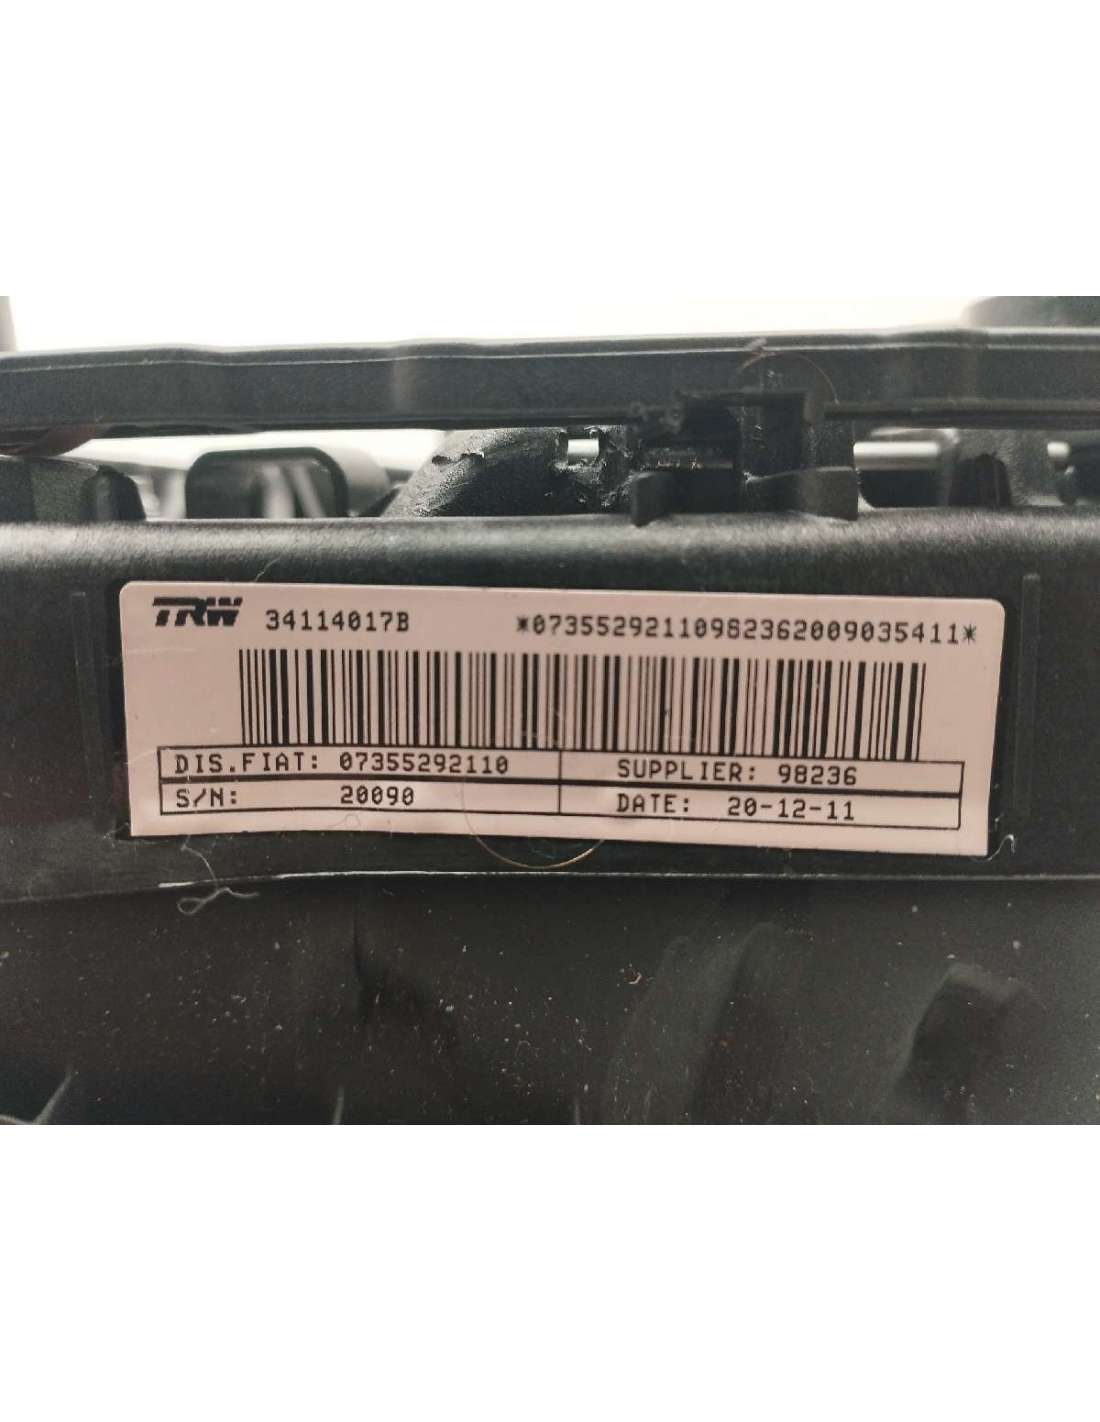 TRW 34114017B *07355292110982362009035411*
DIS.FIAT: 07355292110 SUPPLIER: 98236
S/N: 20090 DATE: 20-12-11